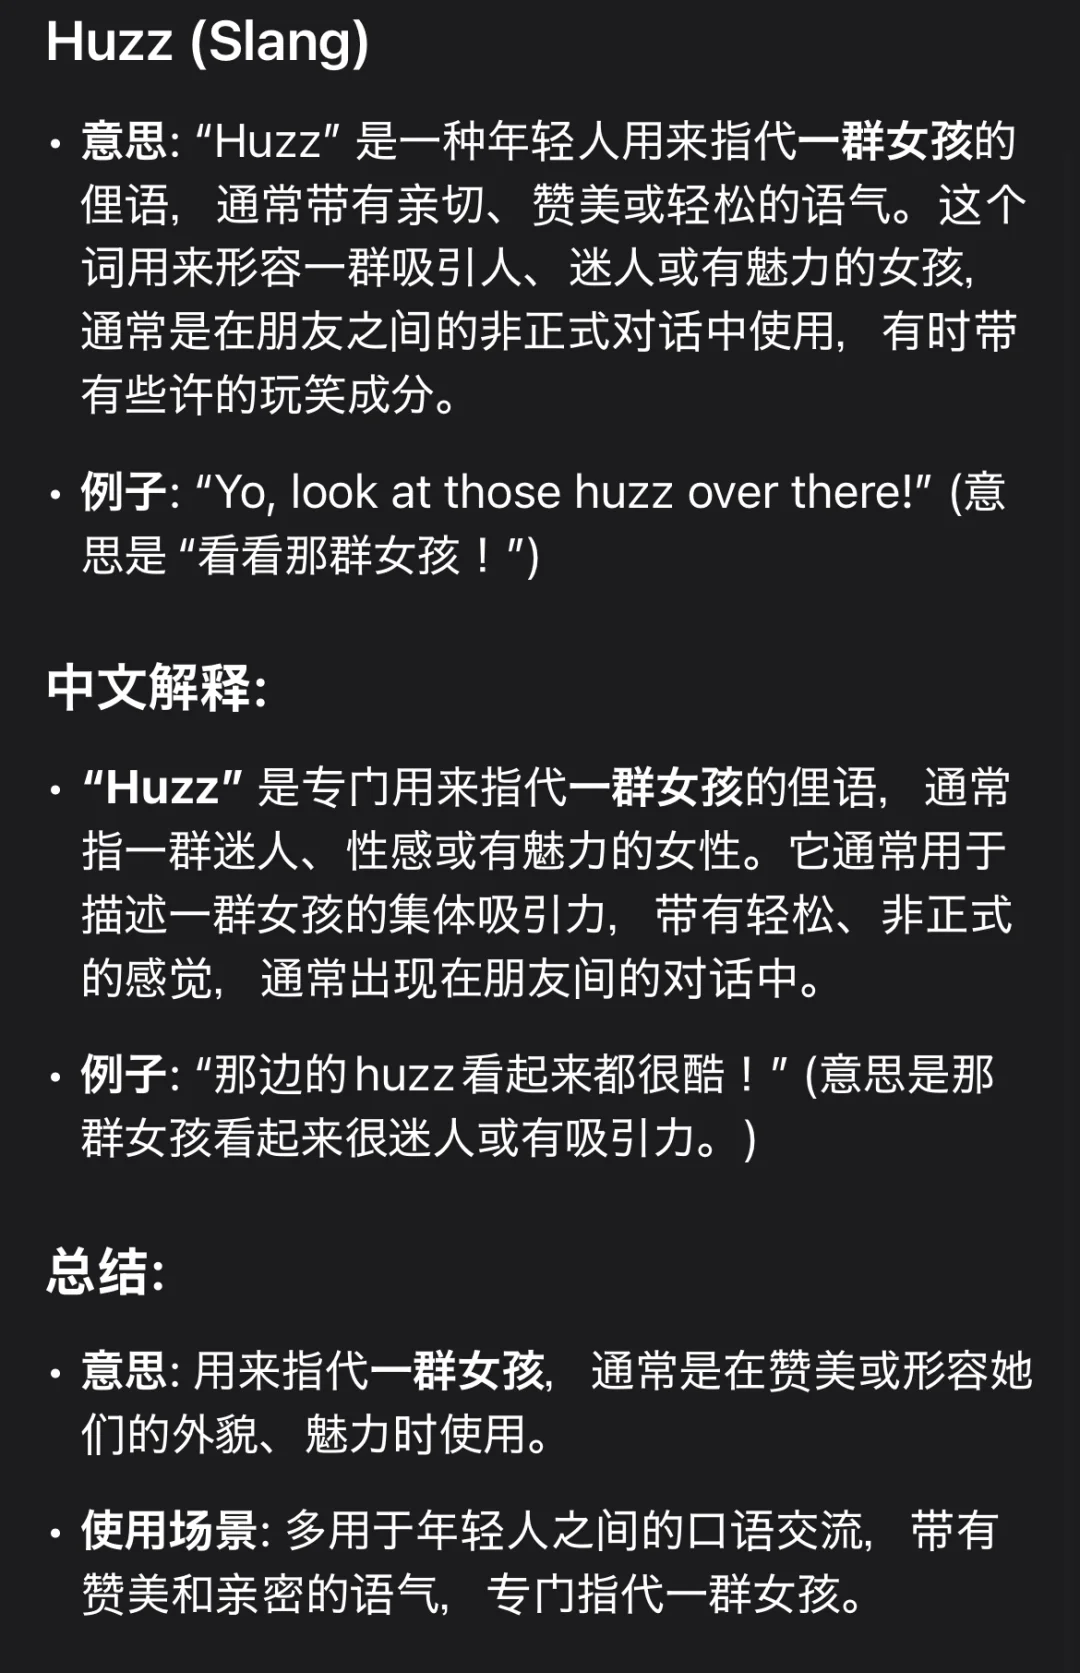 Huzz (Slang)
• 意思: “Huzz” 是一种年轻人用来指代一群女孩的
俚语，通常带有亲切、赞美或轻松的语气。这个
词用来形容一群吸引人、迷人或有魅力的女孩，
通常是在朋友之间的非正式对话中使用，有时带
有些许的玩笑成分。
• 例子: “Yo, look at those huzz over there!” (意
思是 “看看那群女孩！”)
中文解释:
• “Huzz” 是专门用来指代一群女孩的俚语，通常
指一群迷人、性感或有魅力的女性。它通常用于
描述一群女孩的集体吸引力，带有轻松、非正式
的感觉，通常出现在朋友间的对话中。
• 例子: “那边的huzz看起来都很酷！” (意思是那
群女孩看起来很迷人或有吸引力。)
总结:
• 意思: 用来指代一群女孩，通常是在赞美或形容她
们的外貌、魅力时使用。
• 使用场景: 多用于年轻人之间的口语交流，带有
赞美和亲密的语气，专门指代一群女孩。